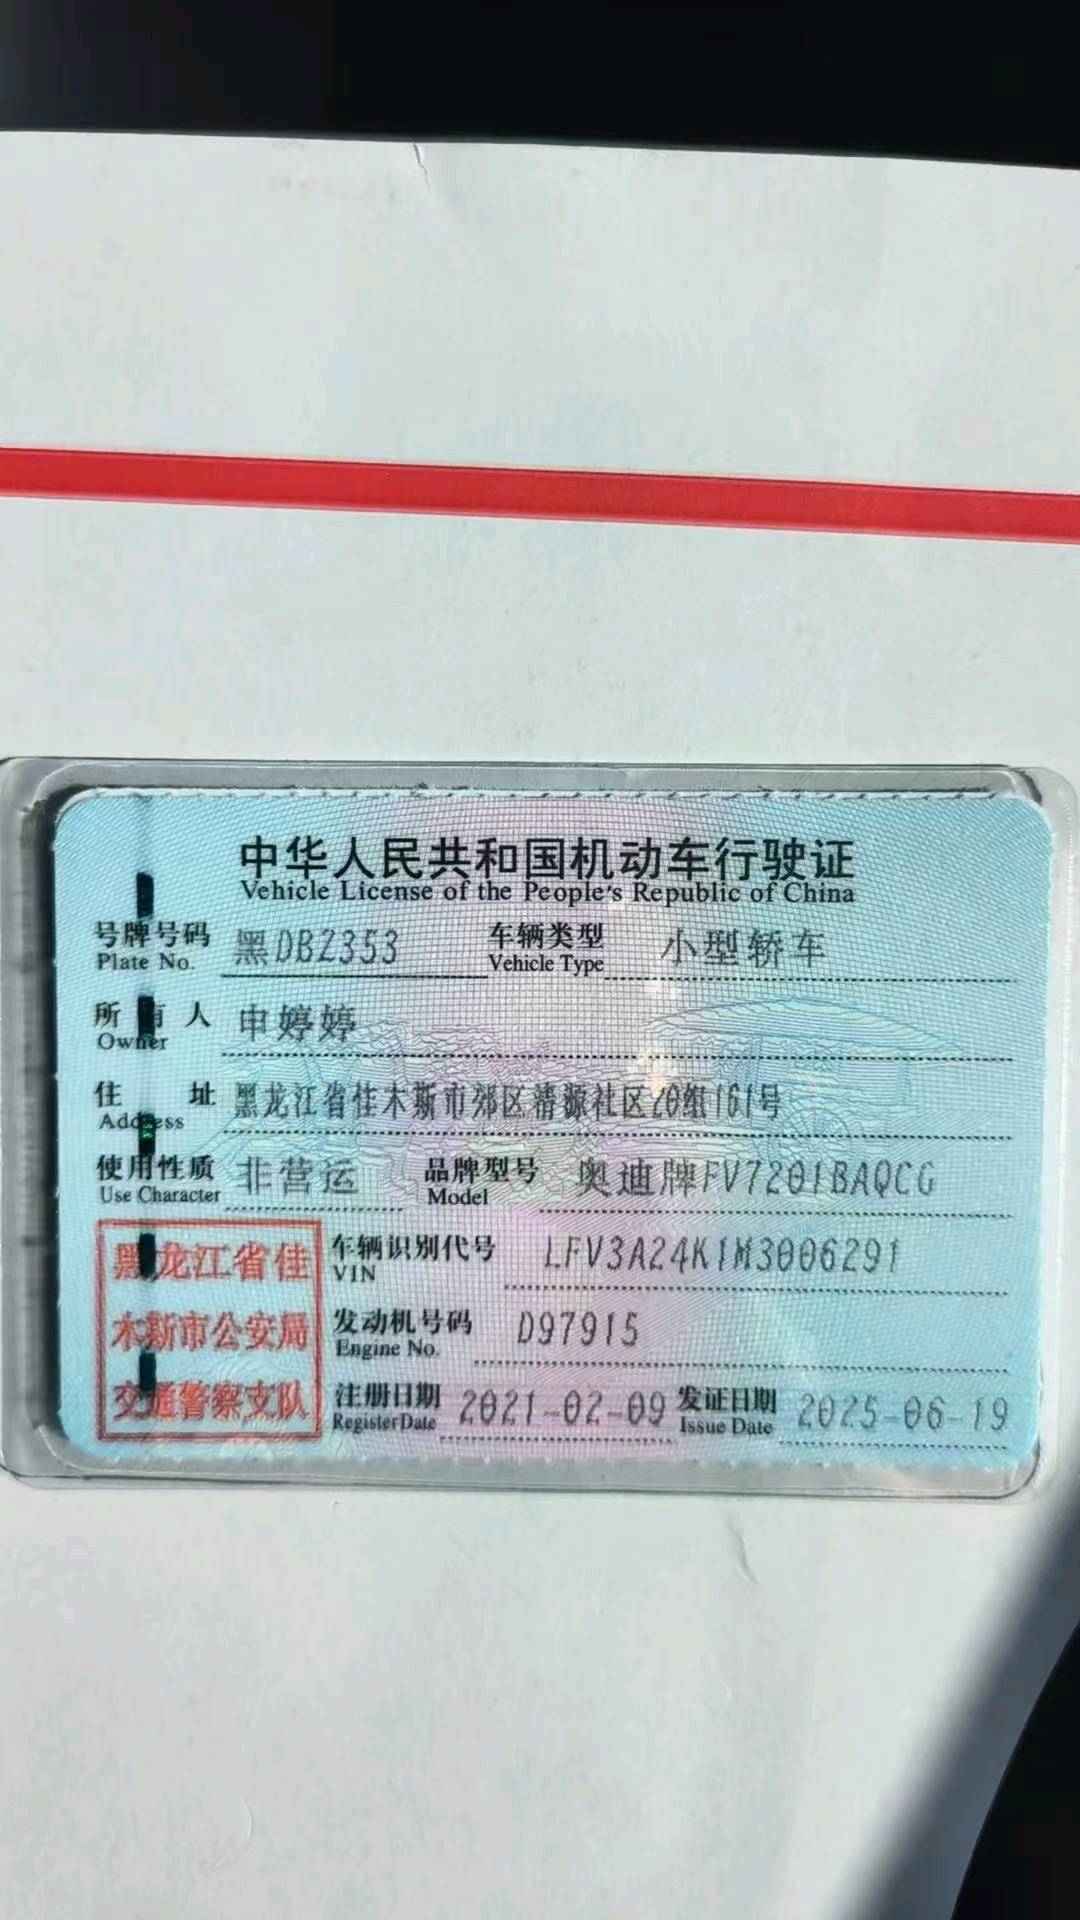 中华人民共和国机动车行驶证
Vehicle License of the People's Republic of China
号牌号码 黑DBZ353 车辆类型 小型轿车
Plate No. Vehicle Type
所有人 申婷婷
Owner
住址 黑龙江省佳木斯市郊区清源社区20组161号
Address
使用性质 非营运 品牌型号 奥迪牌FV7201BAQCG
Use Character Model
车辆识别代号 LFV3A24K1M3006291
VIN
发动机号码 D97915
Engine No.
注册日期 2021-02-09 发证日期 2025-06-19
Register Date Issue Date
黑龙江省佳
木斯市公安局
交通警察支队